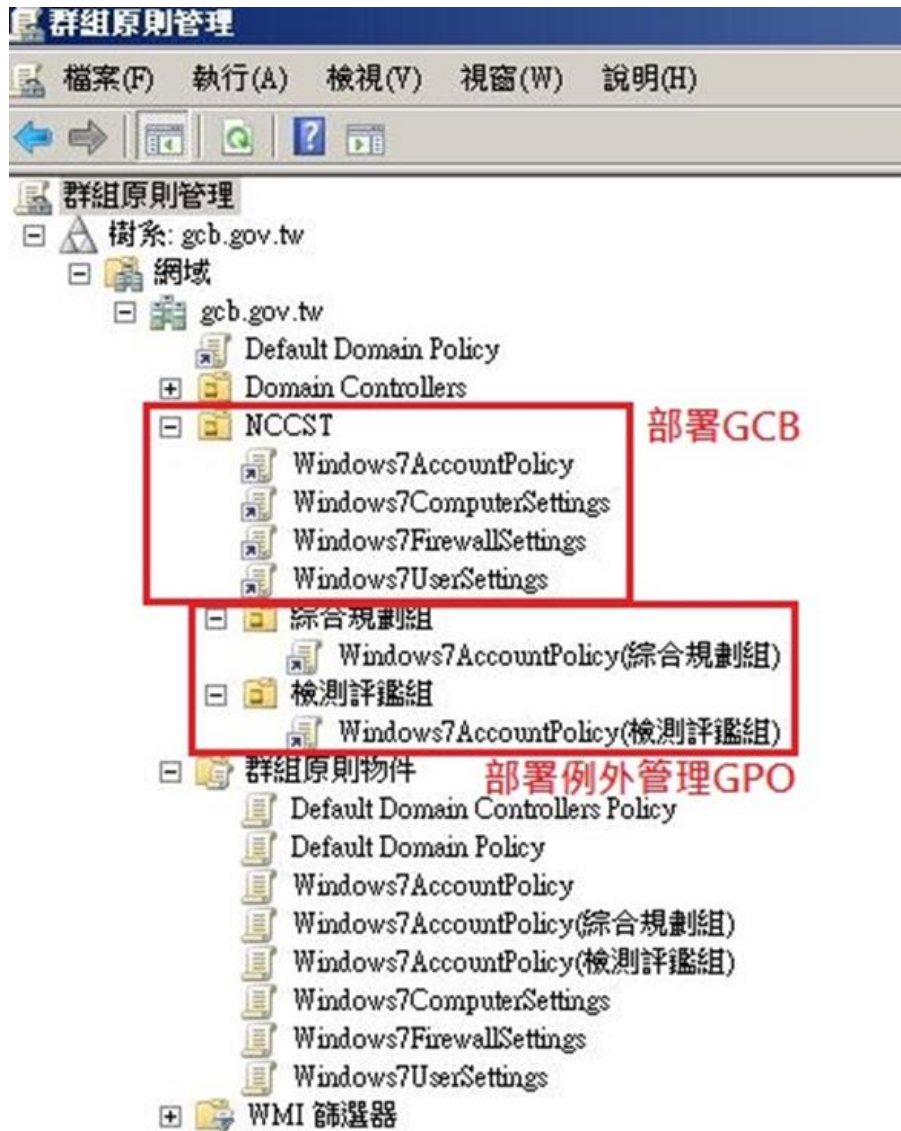 群組原則管理
檔案(F) 執行(A) 檢視(V) 視窗(W) 說明(H)
群組原則管理
樹系: gcb.gov.tw
網域
gcb.gov.tw
Default Domain Policy
Domain Controllers
NCCST
部署GCB
Windows7AccountPolicy
Windows7ComputerSettings
Windows7FirewallSettings
Windows7UserSettings
綜合規劃組
Windows7AccountPolicy(綜合規劃組)
檢測評鑑組
Windows7AccountPolicy(檢測評鑑組)
群組原則物件
部署例外管理GPO
Default Domain Controllers Policy
Default Domain Policy
Windows7AccountPolicy
Windows7AccountPolicy(綜合規劃組)
Windows7AccountPolicy(檢測評鑑組)
Windows7ComputerSettings
Windows7FirewallSettings
Windows7UserSettings
WMI 篩選器